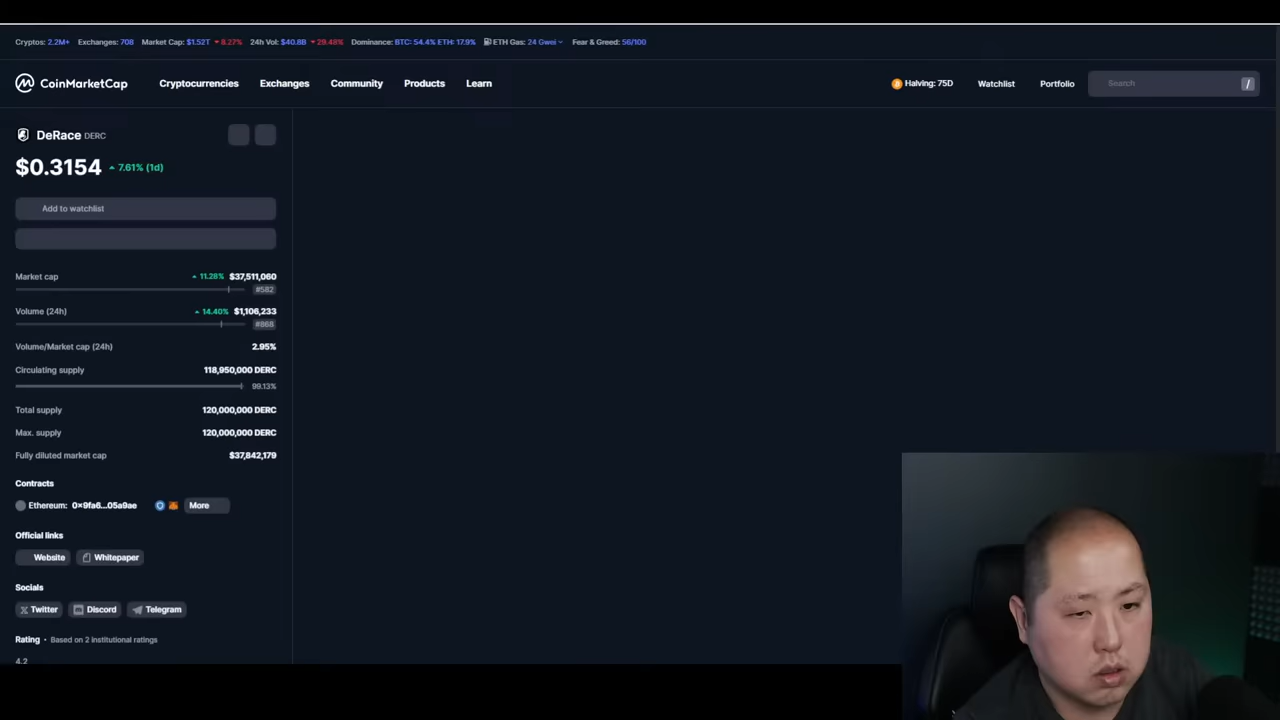 Cryptos: 2.2M+ Exchanges: 708 Market Cap: $1.52T 8.27% 24h Vol: $40.8B 29.48% Dominance: BTC: 54.4% ETH: 17.9% ETH Gas: 24 Gwei Fear & Greed: 56/100
CoinMarketCap Cryptocurrencies Exchanges Community Products Learn Halving: 75D Watchlist Portfolio Search /
DeRace DERC
$0.3154 7.61% (1d)
Add to watchlist
Market cap 11.28% $37,511,060
#582
Volume (24h) 14.40% $1,106,233
#868
Volume/Market cap (24h) 2.95%
Circulating supply 118,950,000 DERC
99.13%
Total supply 120,000,000 DERC
Max. supply 120,000,000 DERC
Fully diluted market cap $37,842,179
Contracts
Ethereum: 0x9fa6...05a9ae More
Official links
Website Whitepaper
Socials
Twitter Discord Telegram
Rating • Based on 2 institutional ratings
4.2